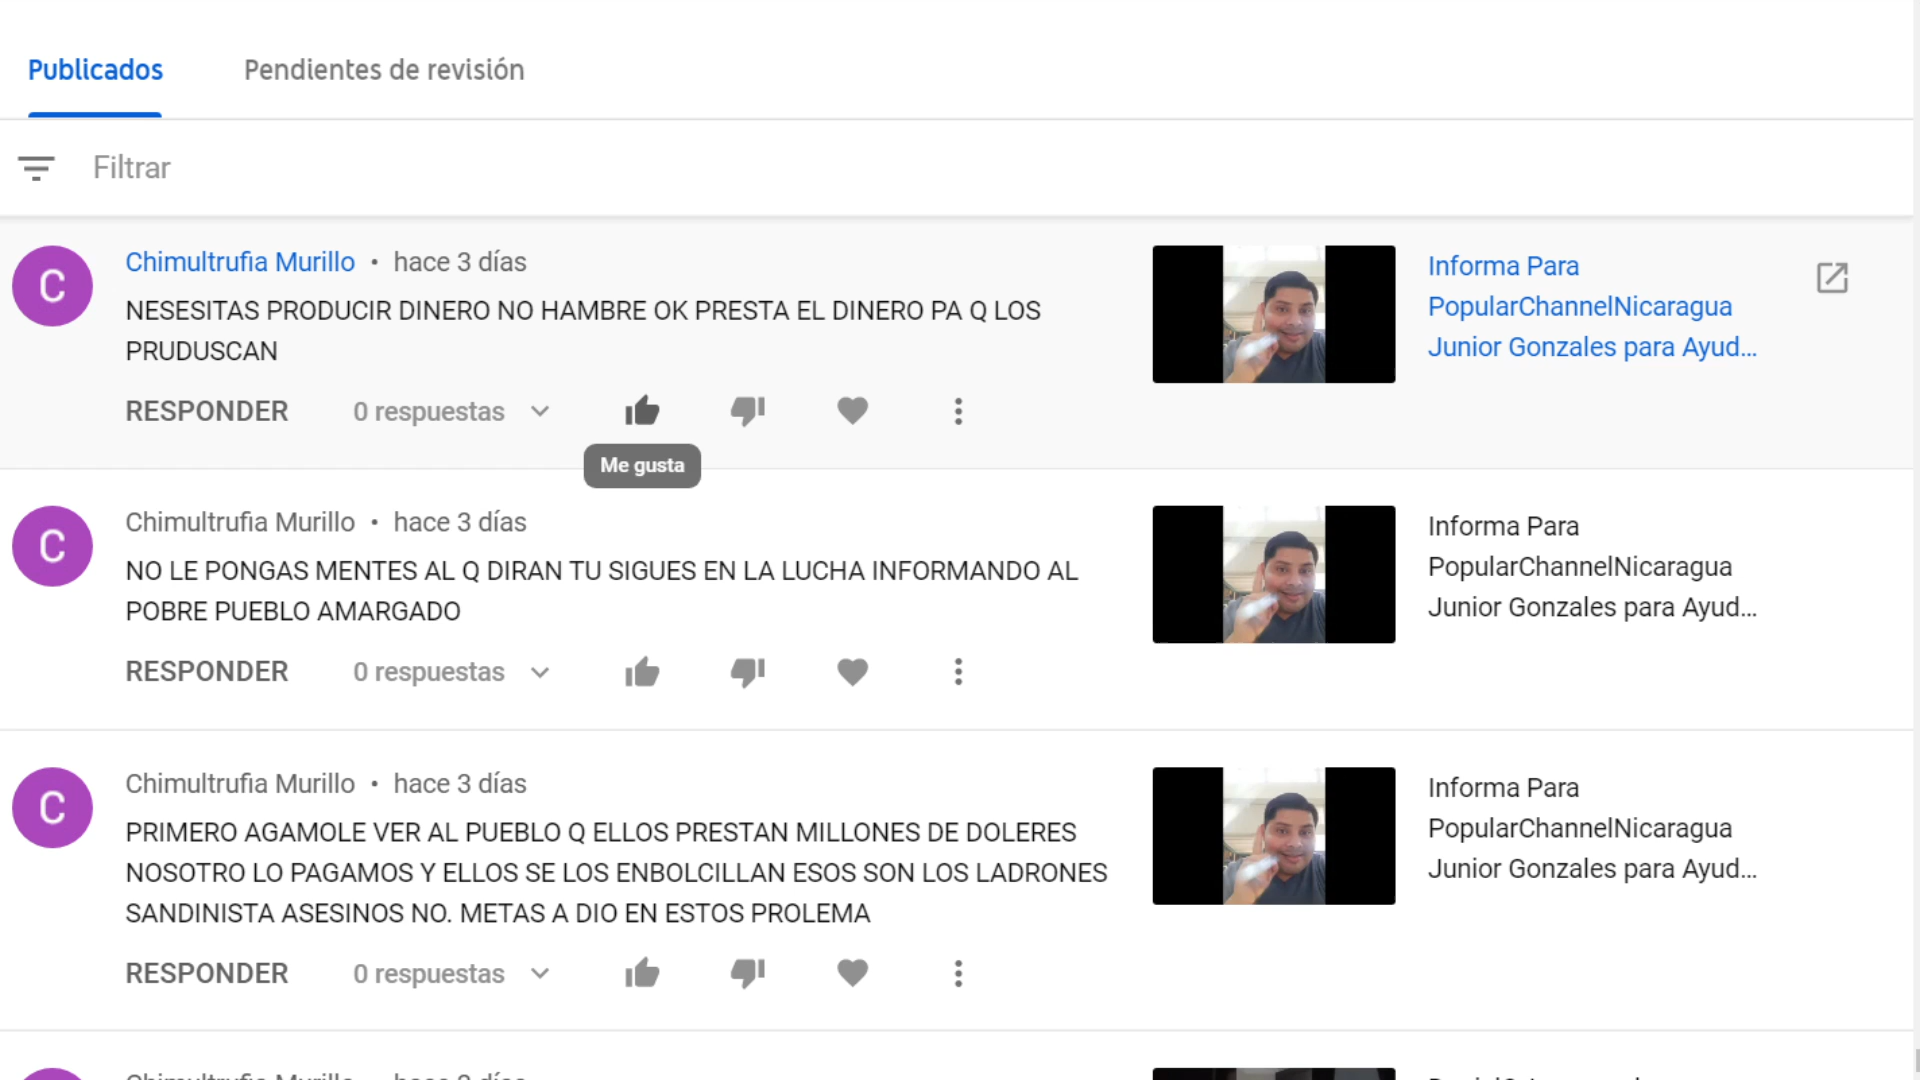 Publicados
Pendientes de revisión
Filtrar
C
Chimultrufia Murillo • hace 3 días
NESESITAS PRODUCIR DINERO NO HAMBRE OK PRESTA EL DINERO PA Q LOS
PRUDUSCAN
RESPONDER
0 respuestas
Me gusta
Informa Para
PopularChannelNicaragua
Junior Gonzales para Ayud...
C
Chimultrufia Murillo • hace 3 días
NO LE PONGAS MENTES AL Q DIRAN TU SIGUES EN LA LUCHA INFORMANDO AL
POBRE PUEBLO AMARGADO
RESPONDER
0 respuestas
Informa Para
PopularChannelNicaragua
Junior Gonzales para Ayud...
C
Chimultrufia Murillo • hace 3 días
PRIMERO AGAMOLE VER AL PUEBLO Q ELLOS PRESTAN MILLONES DE DOLERES
NOSOTRO LO PAGAMOS Y ELLOS SE LOS ENBOLCILLAN ESOS SON LOS LADRONES
SANDINISTA ASESINOS NO. METAS A DIO EN ESTOS PROLEMA
RESPONDER
0 respuestas
Informa Para
PopularChannelNicaragua
Junior Gonzales para Ayud...
Chimultrufia Murillo